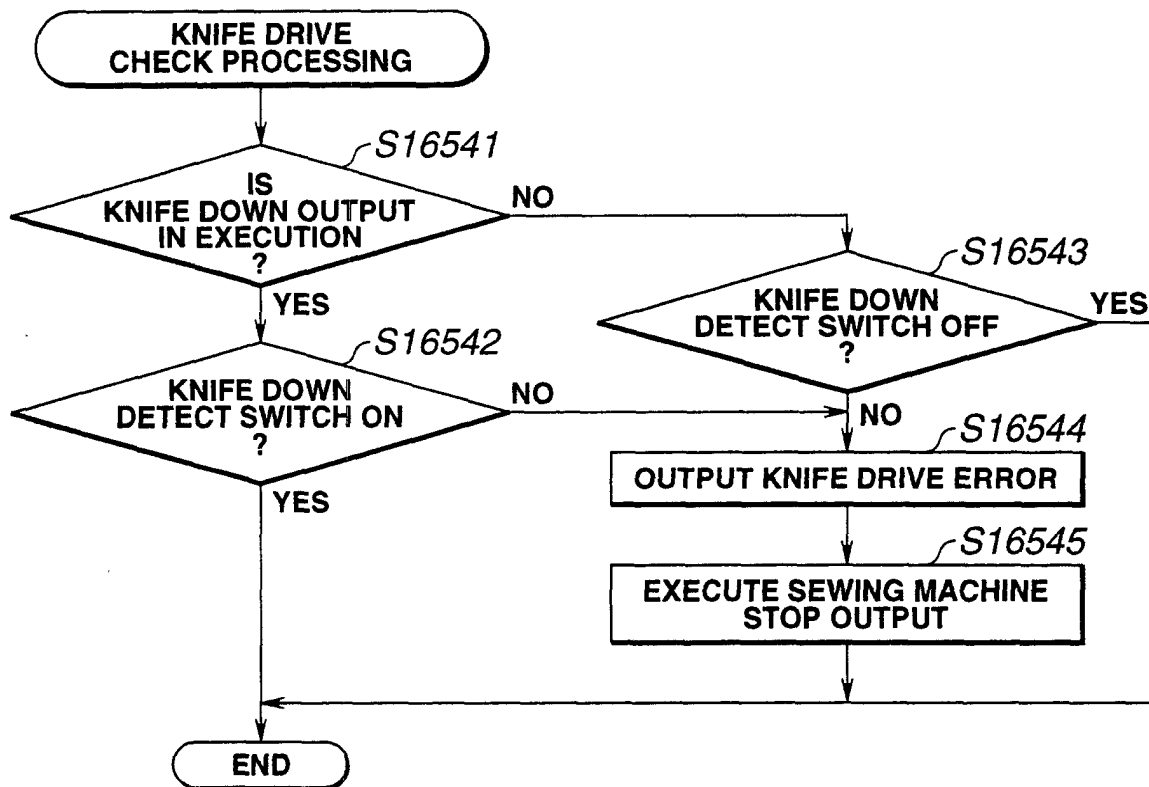 KNIFE DRIVE
CHECK PROCESSING
S16541
IS
KNIFE DOWN OUTPUT
IN EXECUTION
?
NO
YES
S16543
KNIFE DOWN
DETECT SWITCH OFF
?
YES
NO
S16542
KNIFE DOWN
DETECT SWITCH ON
?
NO
YES
S16544
OUTPUT KNIFE DRIVE ERROR
S16545
EXECUTE SEWING MACHINE
STOP OUTPUT
END